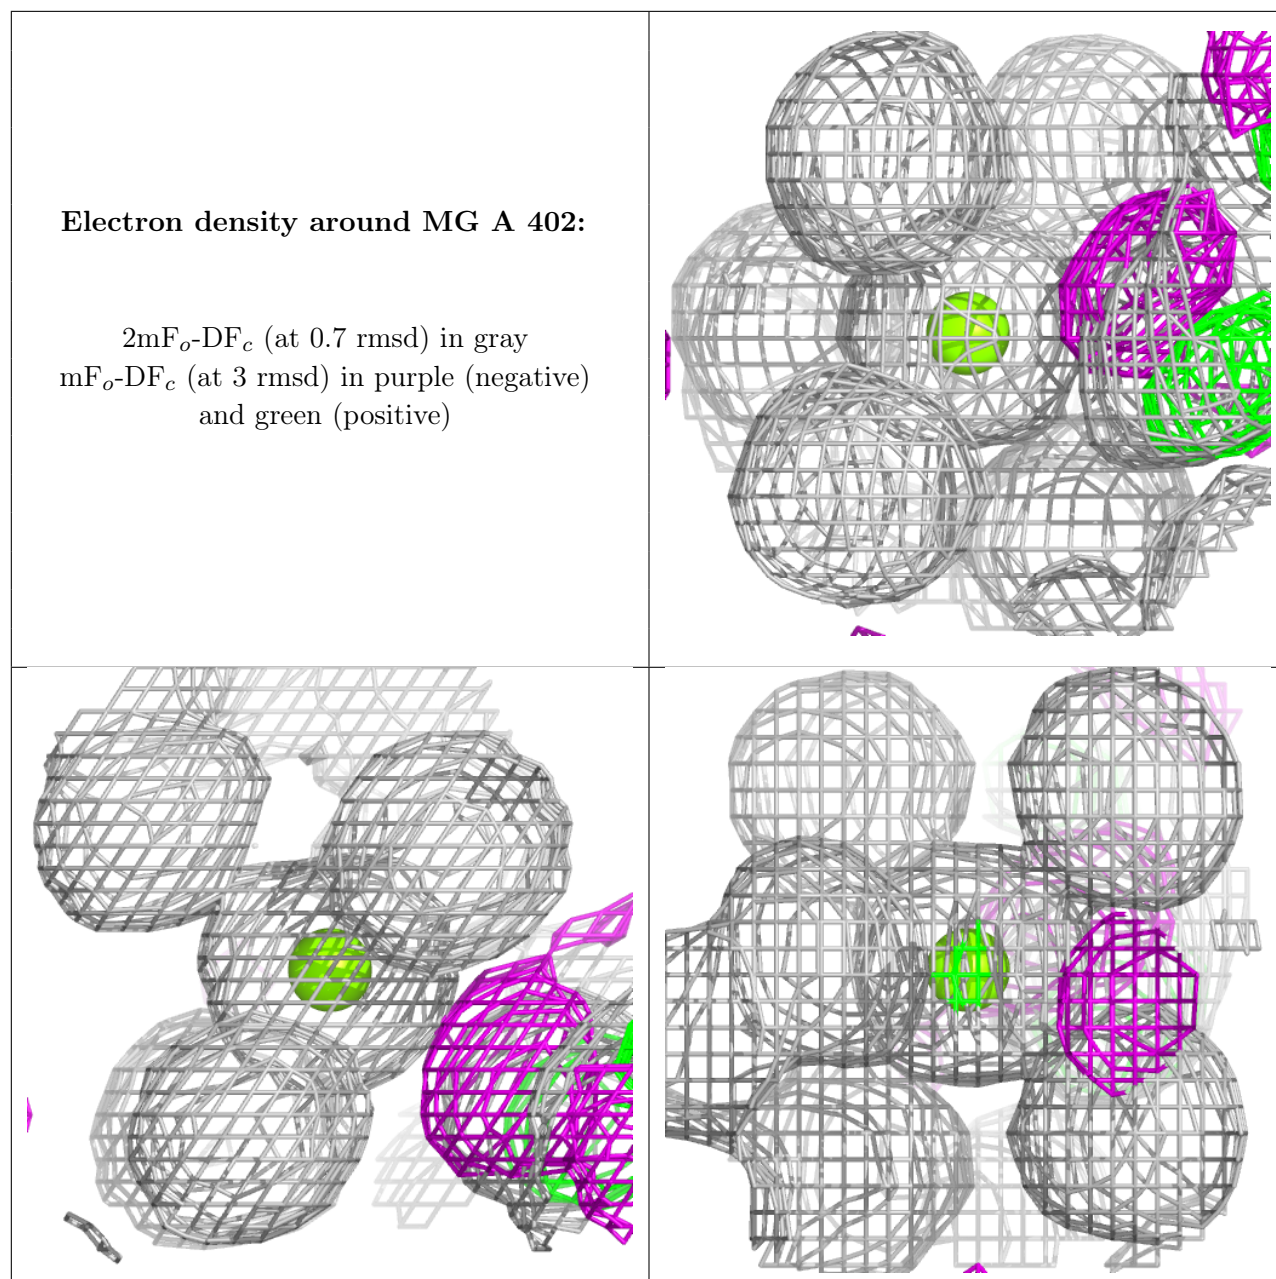 Electron density around MG A 402:
2mFo-DFc (at 0.7 rmsd) in gray
mFo-DFc (at 3 rmsd) in purple (negative)
and green (positive)